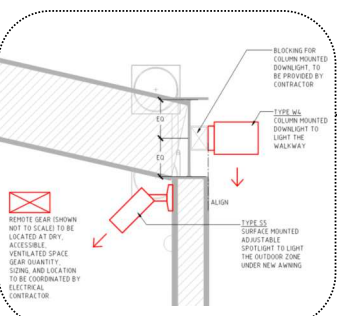 BLOCKING FOR
COLUMN MOUNTED
DOWNLIGHT, TO
BE PROVIDED BY
CONTRACTOR
EQ
TYPE W4
COLUMN MOUNTED
DOWNLIGHT TO
LIGHT THE
WALKWAY
EQ
ALIGN
REMOTE GEAR (SHOWN
NOT TO SCALE) TO BE
LOCATED AT DRY,
ACCESSIBLE,
VENTILATED SPACE
GEAR QUANTITY,
SIZING, AND LOCATION
TO BE COORDINATED BY
ELECTRICAL
CONTRACTOR
TYPE S5
SURFACE MOUNTED
ADJUSTABLE
SPOTLIGHT TO LIGHT
THE OUTDOOR ZONE
UNDER NEW AWNING